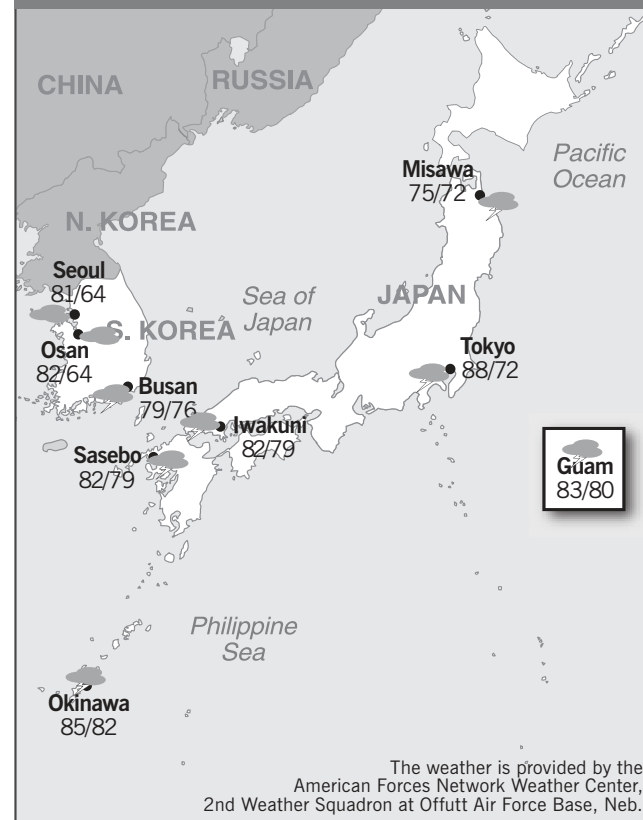 CHINA
RUSSIA
Pacific
Ocean
Misawa
75/72
N. KOREA
Seoul
81/64
Sea of
Japan
JAPAN
S. KOREA
Osan
82/64
Tokyo
88/72
Busan
79/76
Iwakuni
82/79
Sasebo
82/79
Guam
83/80
Philippine
Sea
Okinawa
85/82
The weather is provided by the
American Forces Network Weather Center,
2nd Weather Squadron at Offutt Air Force Base, Neb.